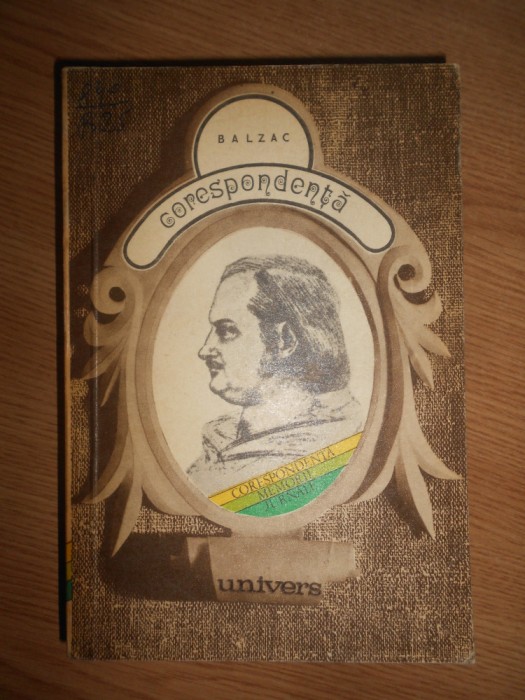 BALZAC
corespondență
CORESPONDENȚĂ
MEMORII
JURNALE
univers